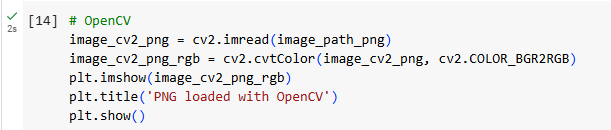 [14] # OpenCV
2s
image_cv2_png = cv2.imread(image_path_png)
image_cv2_png_rgb = cv2.cvtColor(image_cv2_png, cv2.COLOR_BGR2RGB)
plt.imshow(image_cv2_png_rgb)
plt.title('PNG loaded with OpenCV')
plt.show()